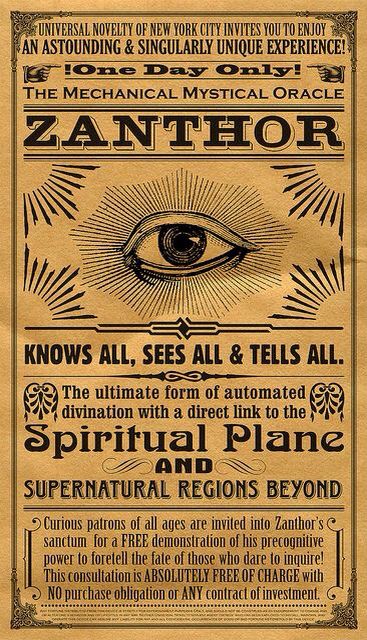 UNIVERSAL NOVELTY OF NEW YORK CITY INVITES YOU TO ENJOY
AN ASTOUNDING & SINGULARLY UNIQUE EXPERIENCE!
!One Day Only!
THE MECHANICAL MYSTICAL ORACLE
ZANTHOR
KNOWS ALL, SEES ALL & TELLS ALL.
The ultimate form of automated
divination with a direct link to the
Spiritual Plane
AND
SUPERNATURAL REGIONS BEYOND
Curious patrons of all ages are invited into Zanthor's
sanctum for a FREE demonstration of his precognitive
power to foretell the fate of those who dare to inquire!
This consultation is ABSOLUTELY FREE OF CHARGE with
NO purchase obligation or ANY contract of investment.